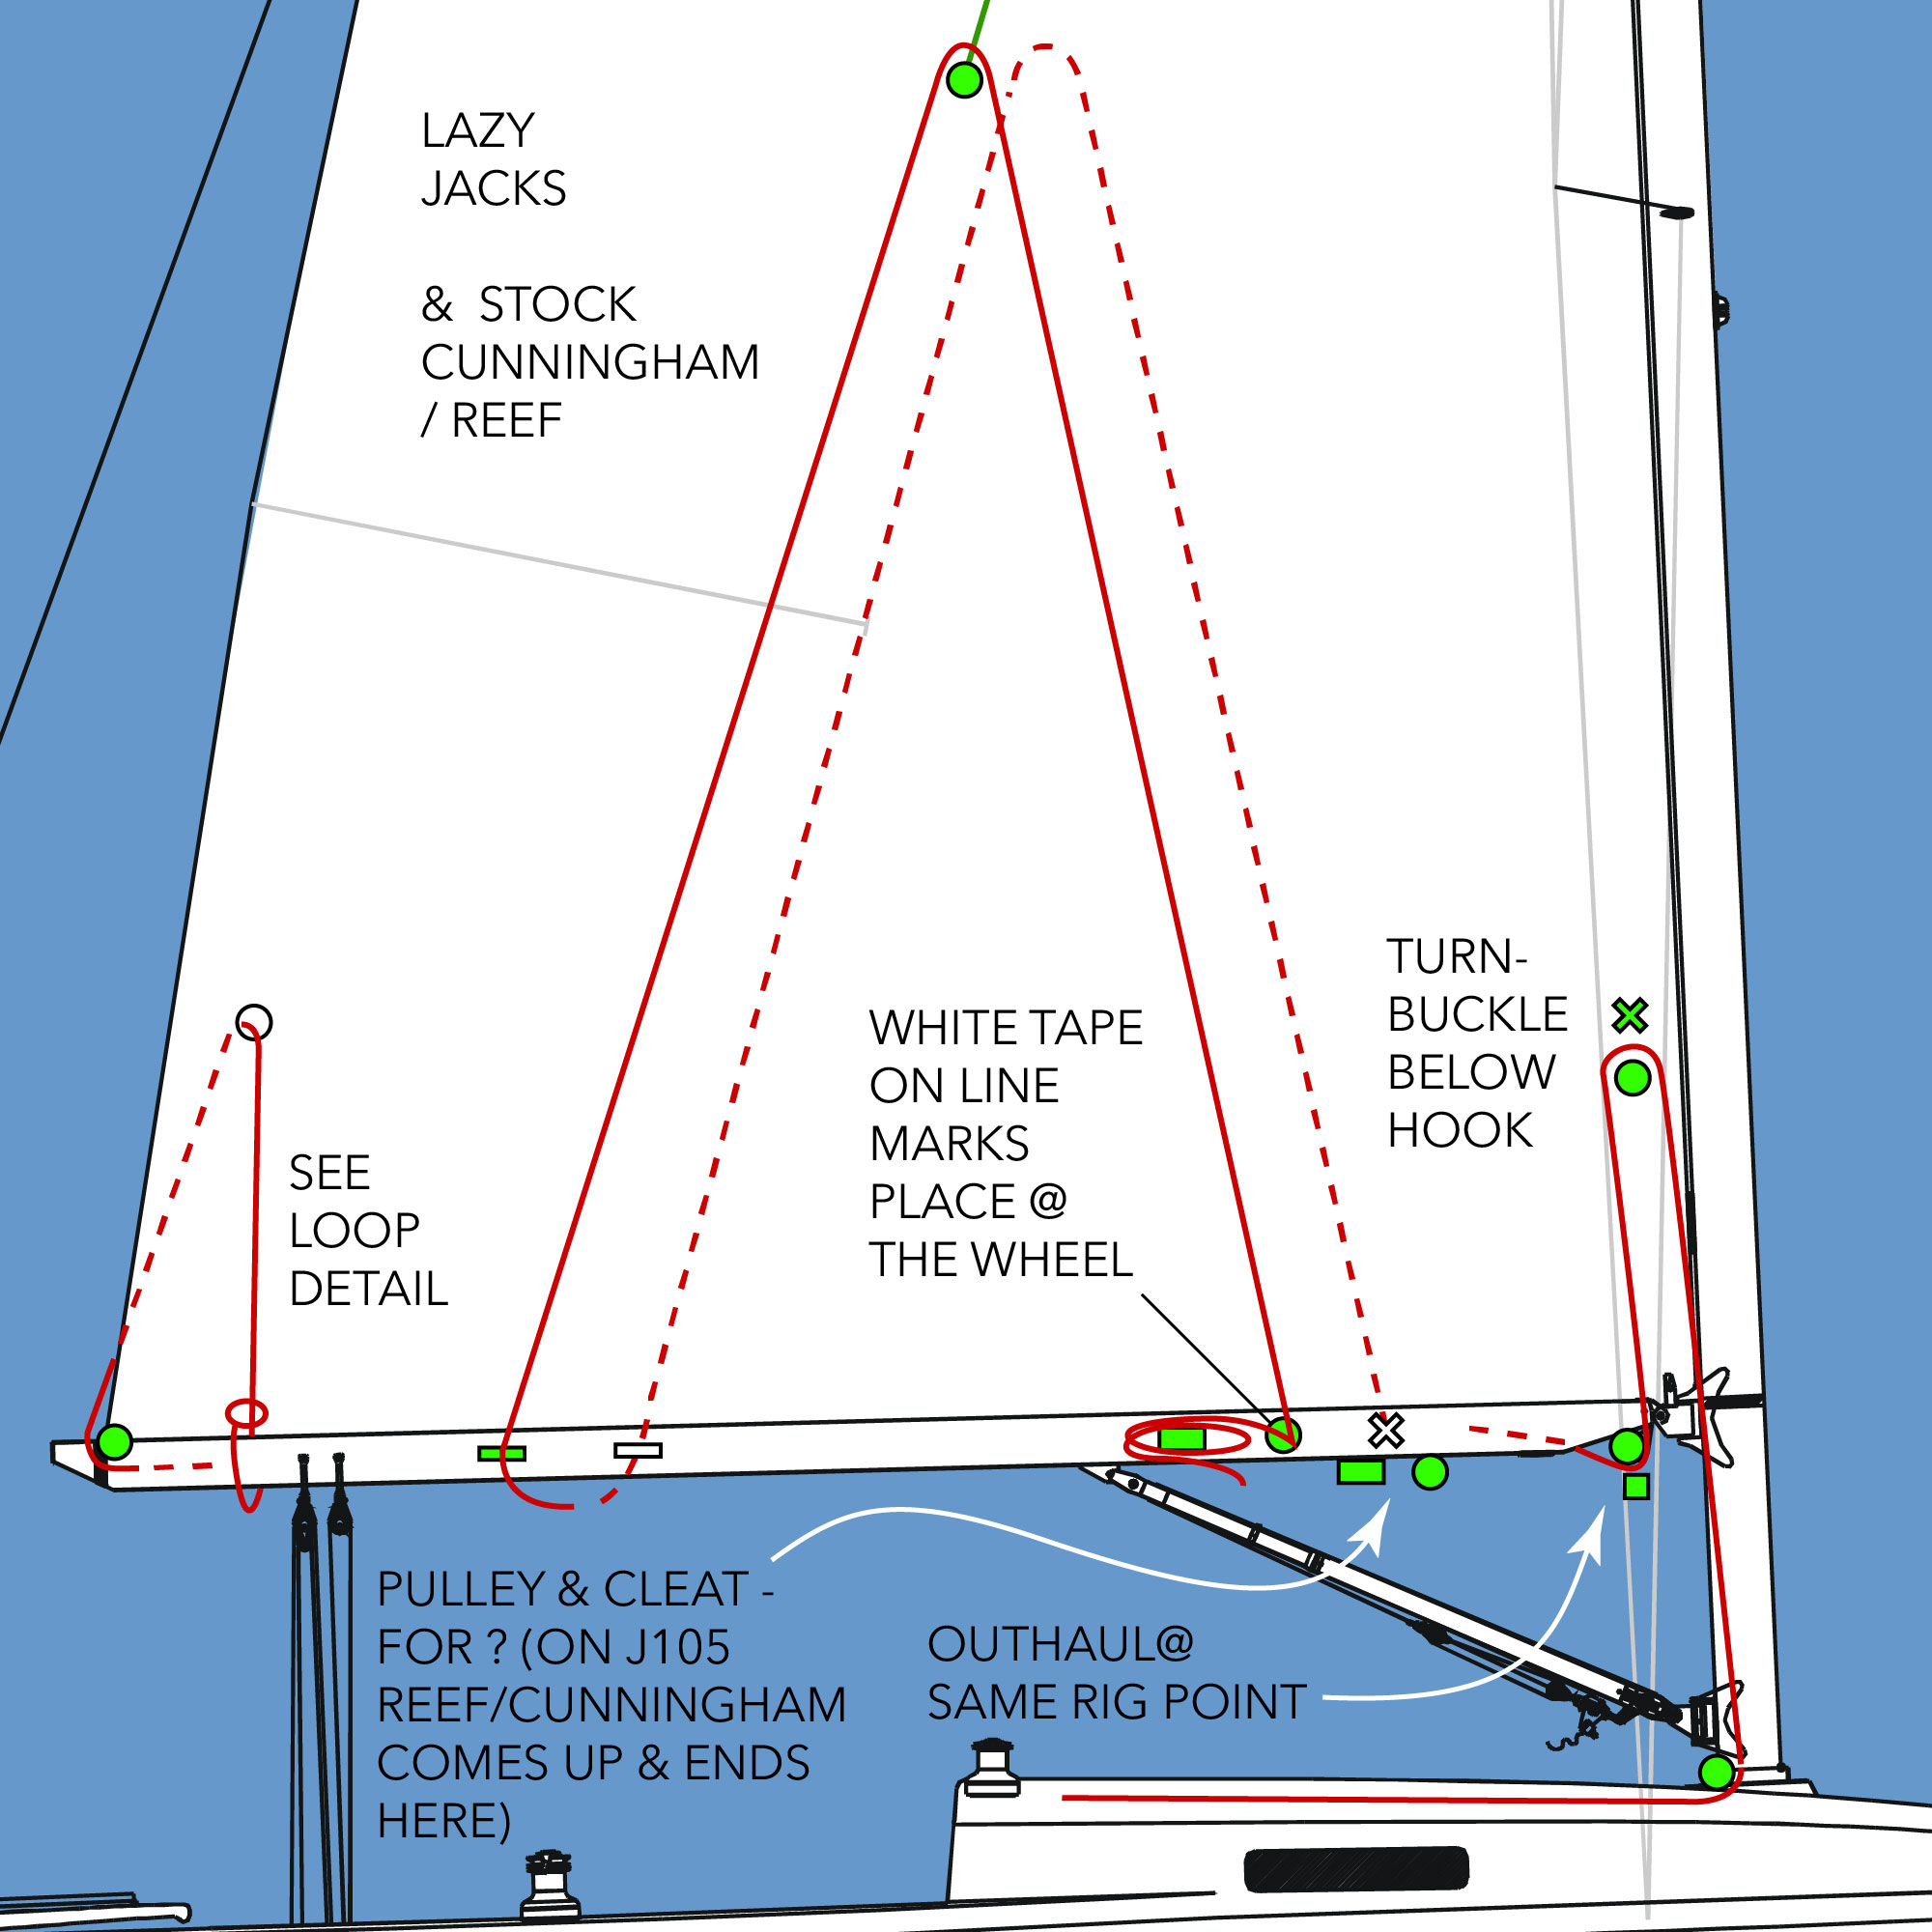 LAZY
JACKS
& STOCK
CUNNINGHAM
/ REEF
TURN-
BUCKLE
BELOW
HOOK
WHITE TAPE
ON LINE
MARKS
PLACE @
THE WHEEL
SEE
LOOP
DETAIL
PULLEY & CLEAT -
FOR ? (ON J105
REEF/CUNNINGHAM
COMES UP & ENDS
HERE)
OUTHAUL@
SAME RIG POINT